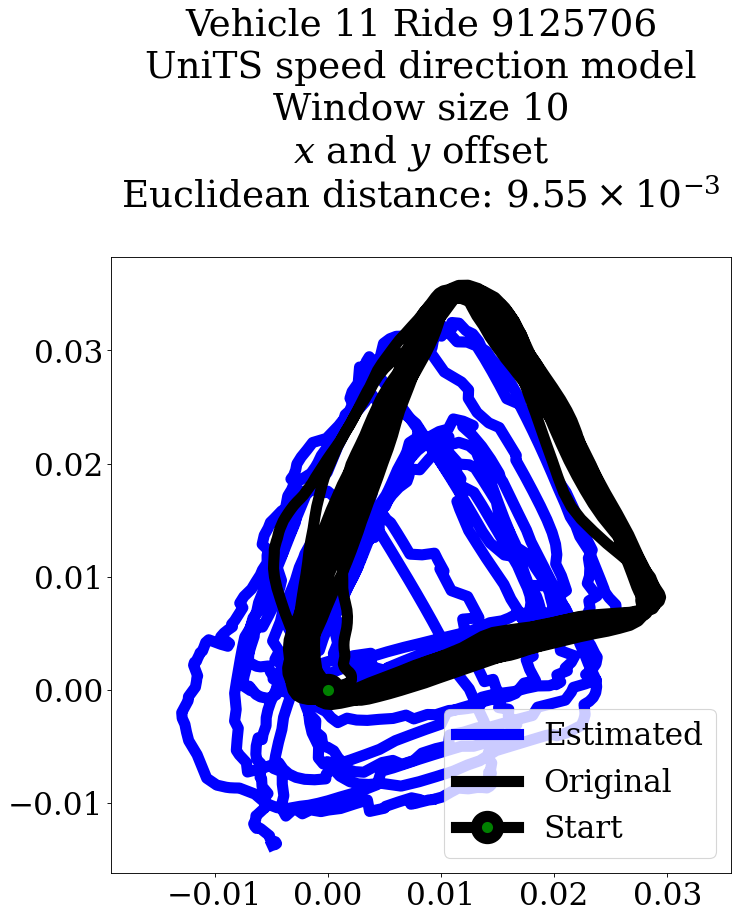 Vehicle 11 Ride 9125706
UniTS speed direction model
Window size 10
x and y offset
Euclidean distance: 9.55 × 10⁻³
0.03
0.02
0.01
0.00
−0.01
Estimated
Original
Start
−0.01 0.00 0.01 0.02 0.03